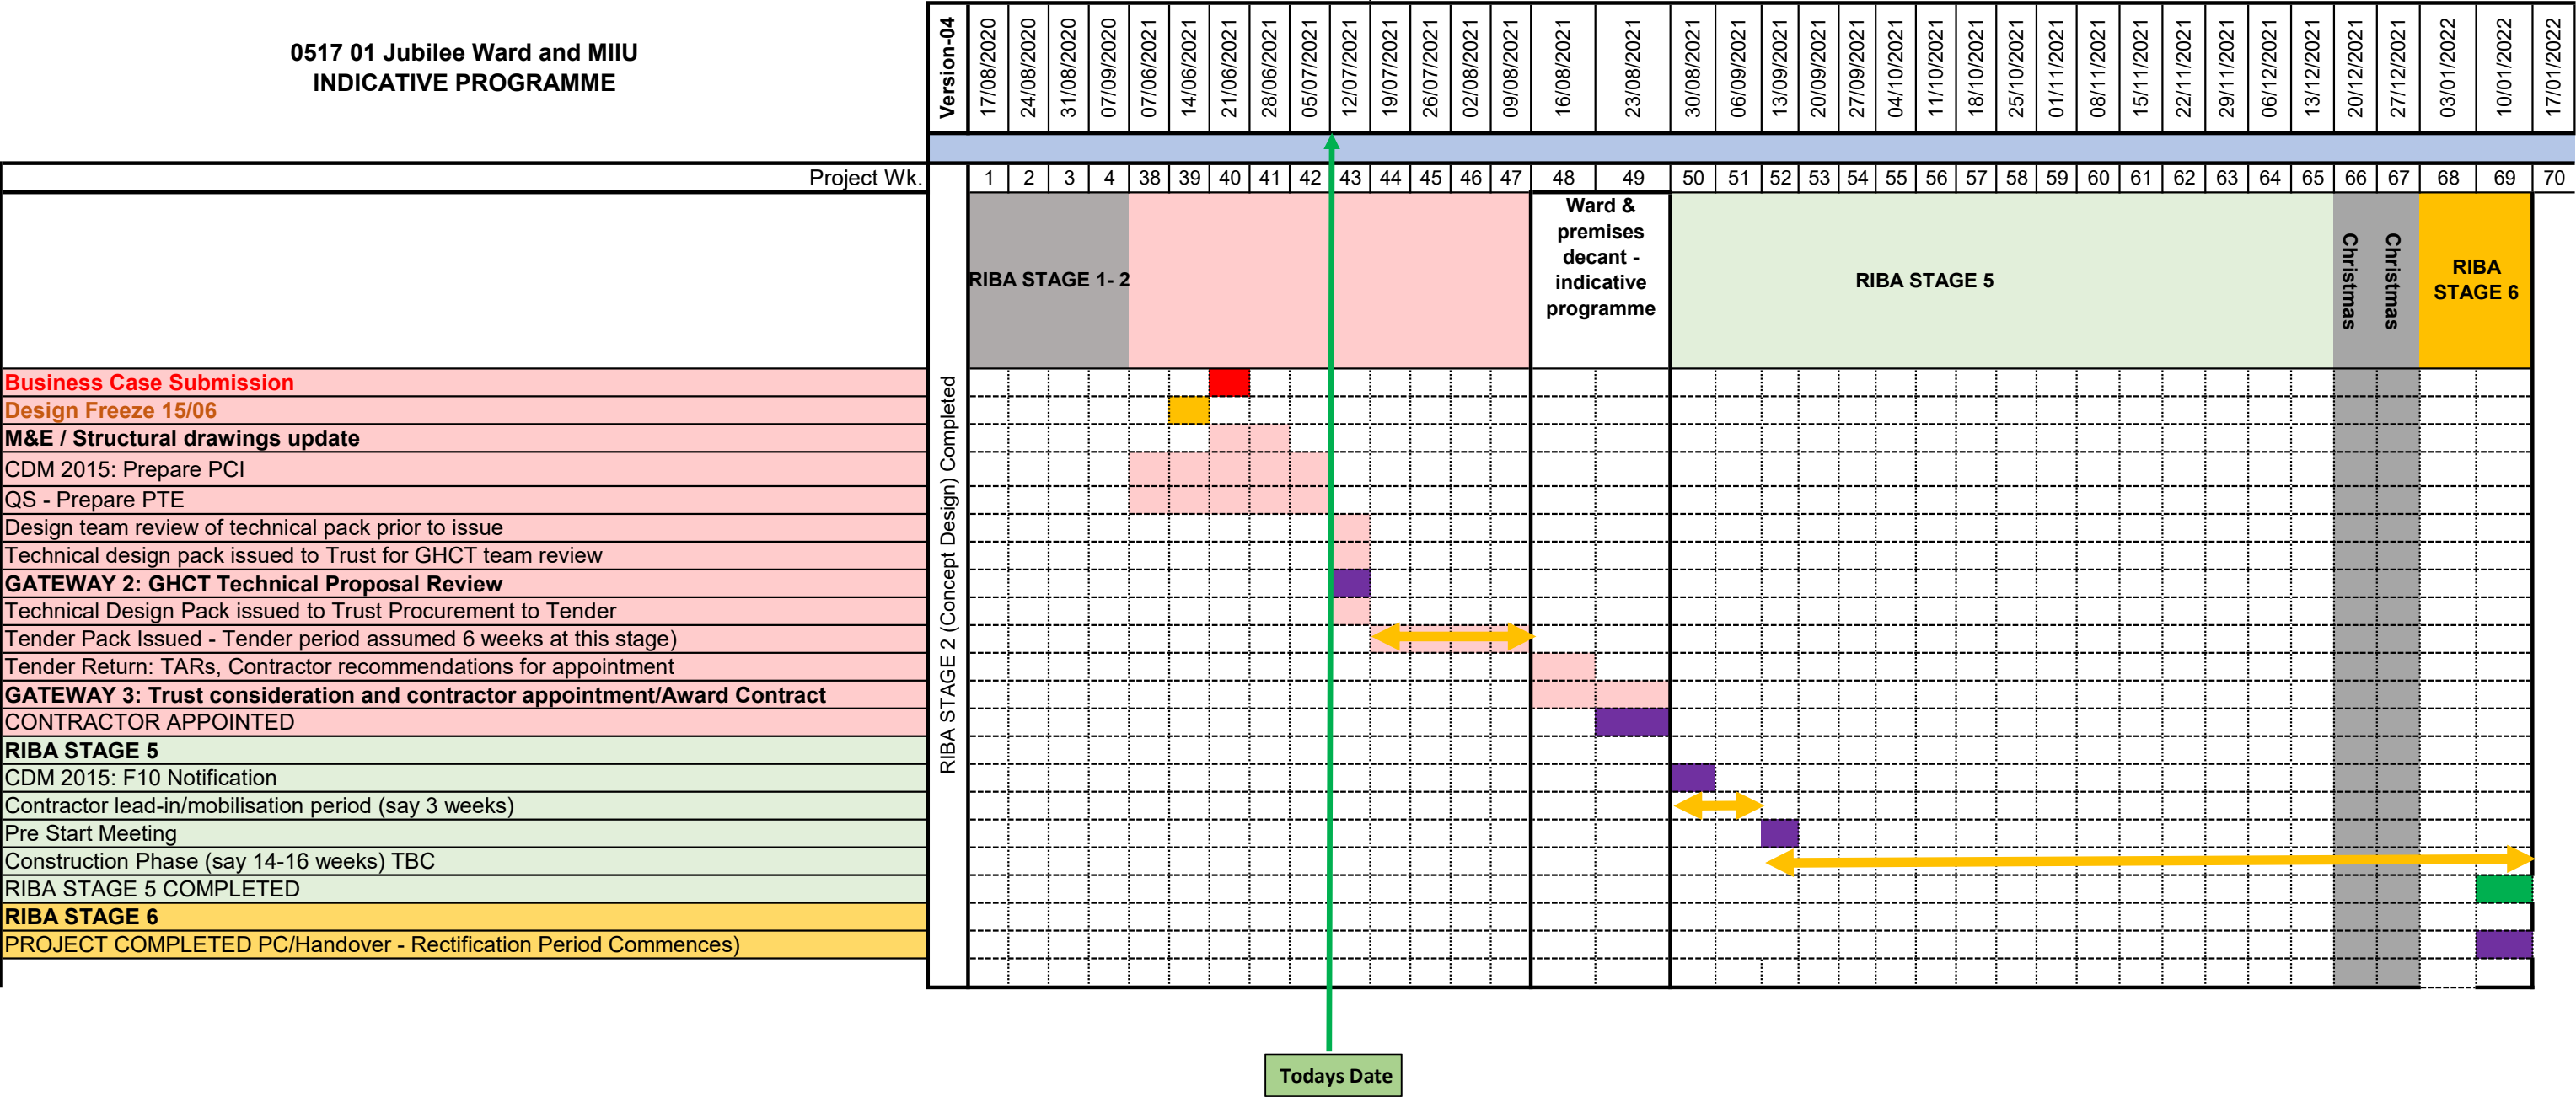 0517 01 Jubilee Ward and MIIU
INDICATIVE PROGRAMME
Version-04
17/08/2020
24/08/2020
31/08/2020
07/09/2020
07/06/2021
14/06/2021
21/06/2021
28/06/2021
05/07/2021
12/07/2021
19/07/2021
26/07/2021
02/08/2021
09/08/2021
16/08/2021
23/08/2021
30/08/2021
06/09/2021
13/09/2021
20/09/2021
27/09/2021
04/10/2021
11/10/2021
18/10/2021
25/10/2021
01/11/2021
08/11/2021
15/11/2021
22/11/2021
29/11/2021
06/12/2021
13/12/2021
20/12/2021
27/12/2021
03/01/2022
10/01/2022
17/01/2022
Project Wk. 1 2 3 4 38 39 40 41 42 43 44 45 46 47 48 49 50 51 52 53 54 55 56 57 58 59 60 61 62 63 64 65 66 67 68 69 70
RIBA STAGE 2 (Concept Design) Completed
RIBA STAGE 1- 2
Ward &
premises
decant -
indicative
programme
RIBA STAGE 5
Christmas
Christmas
RIBA
STAGE 6
Business Case Submission
Design Freeze 15/06
M&E / Structural drawings update
CDM 2015: Prepare PCI
QS - Prepare PTE
Design team review of technical pack prior to issue
Technical design pack issued to Trust for GHCT team review
GATEWAY 2: GHCT Technical Proposal Review
Technical Design Pack issued to Trust Procurement to Tender
Tender Pack Issued - Tender period assumed 6 weeks at this stage)
Tender Return: TARs, Contractor recommendations for appointment
GATEWAY 3: Trust consideration and contractor appointment/Award Contract
CONTRACTOR APPOINTED
RIBA STAGE 5
CDM 2015: F10 Notification
Contractor lead-in/mobilisation period (say 3 weeks)
Pre Start Meeting
Construction Phase (say 14-16 weeks) TBC
RIBA STAGE 5 COMPLETED
RIBA STAGE 6
PROJECT COMPLETED PC/Handover - Rectification Period Commences)
Todays Date